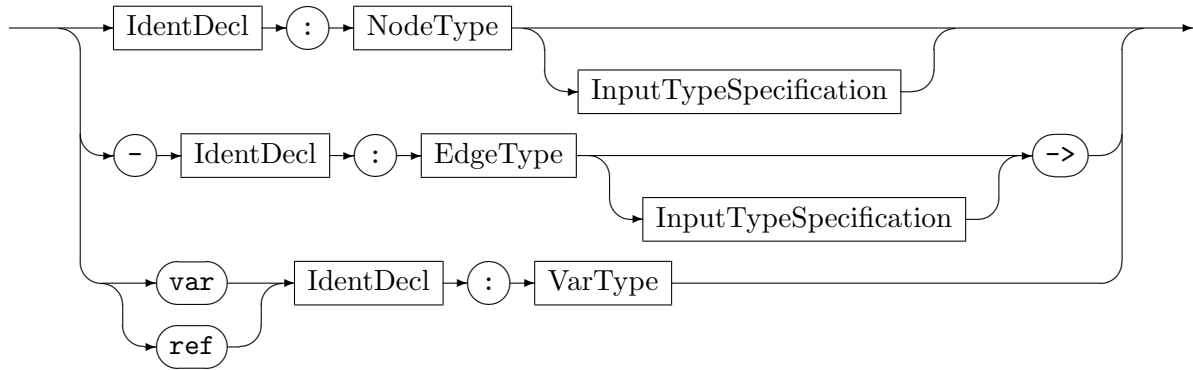 IdentDecl : NodeType
InputTypeSpecification
- IdentDecl : EdgeType ->
InputTypeSpecification
var IdentDecl : VarType
ref